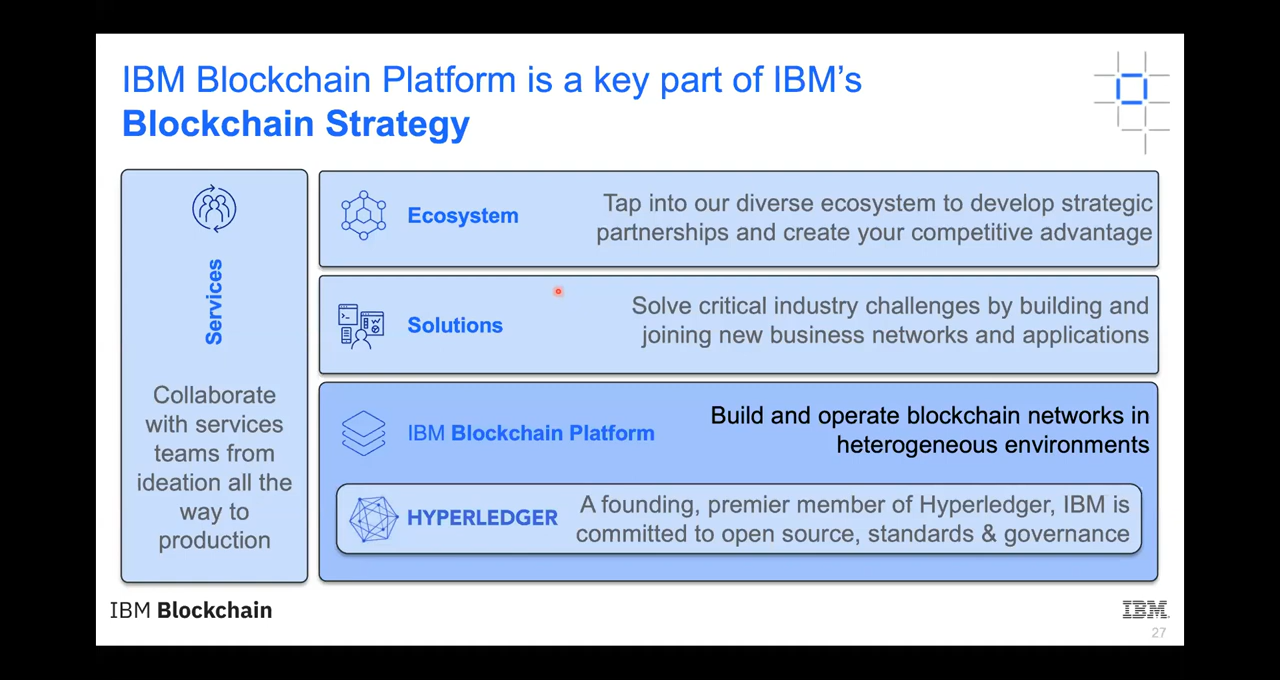 IBM Blockchain Platform is a key part of IBM’s
Blockchain Strategy
Services
Collaborate
with services
teams from
ideation all the
way to
production
Ecosystem
Tap into our diverse ecosystem to develop strategic
partnerships and create your competitive advantage
Solutions
Solve critical industry challenges by building and
joining new business networks and applications
IBM Blockchain Platform
Build and operate blockchain networks in
heterogeneous environments
HYPERLEDGER
A founding, premier member of Hyperledger, IBM is
committed to open source, standards & governance
IBM Blockchain
IBM
27